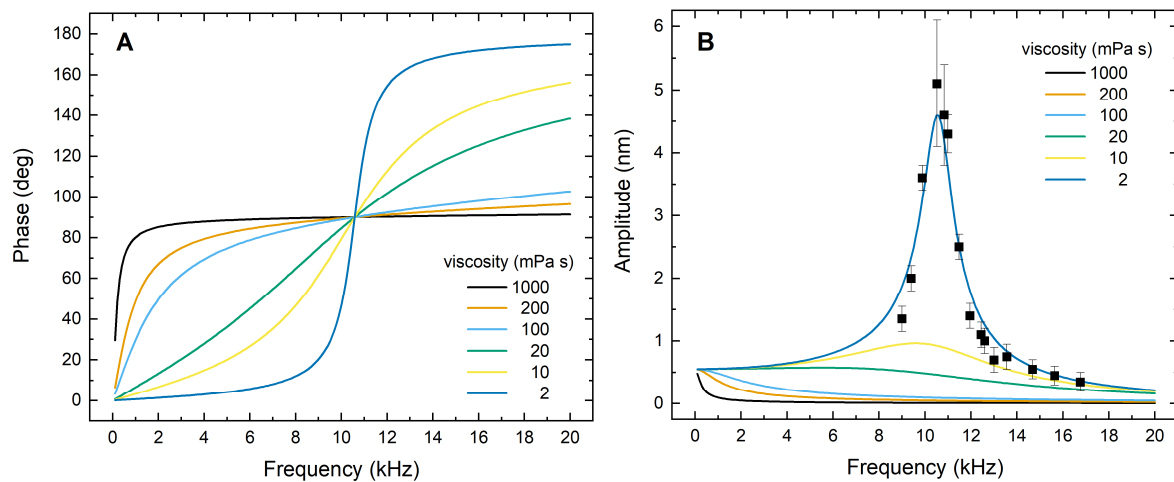 A
180
160
140
120
100
80
60
40
20
0
Phase (deg)
viscosity (mPa s)
1000
200
100
20
10
2
0 2 4 6 8 10 12 14 16 18 20
Frequency (kHz)
B
6
5
4
3
2
1
0
Amplitude (nm)
viscosity (mPa s)
1000
200
100
20
10
2
0 2 4 6 8 10 12 14 16 18 20
Frequency (kHz)